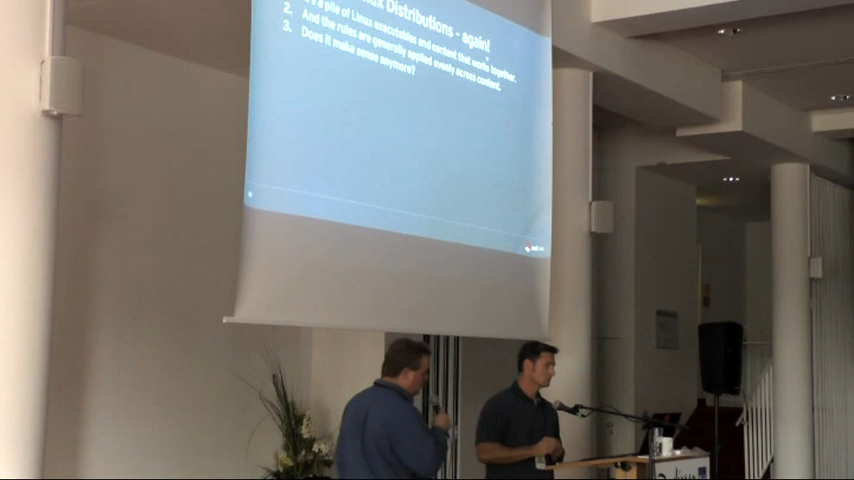 Distributions - again!
2. a pile of Linux executables and content that works together.
3. And the rules are generally applied evenly across content.
Does it make sense anymore?